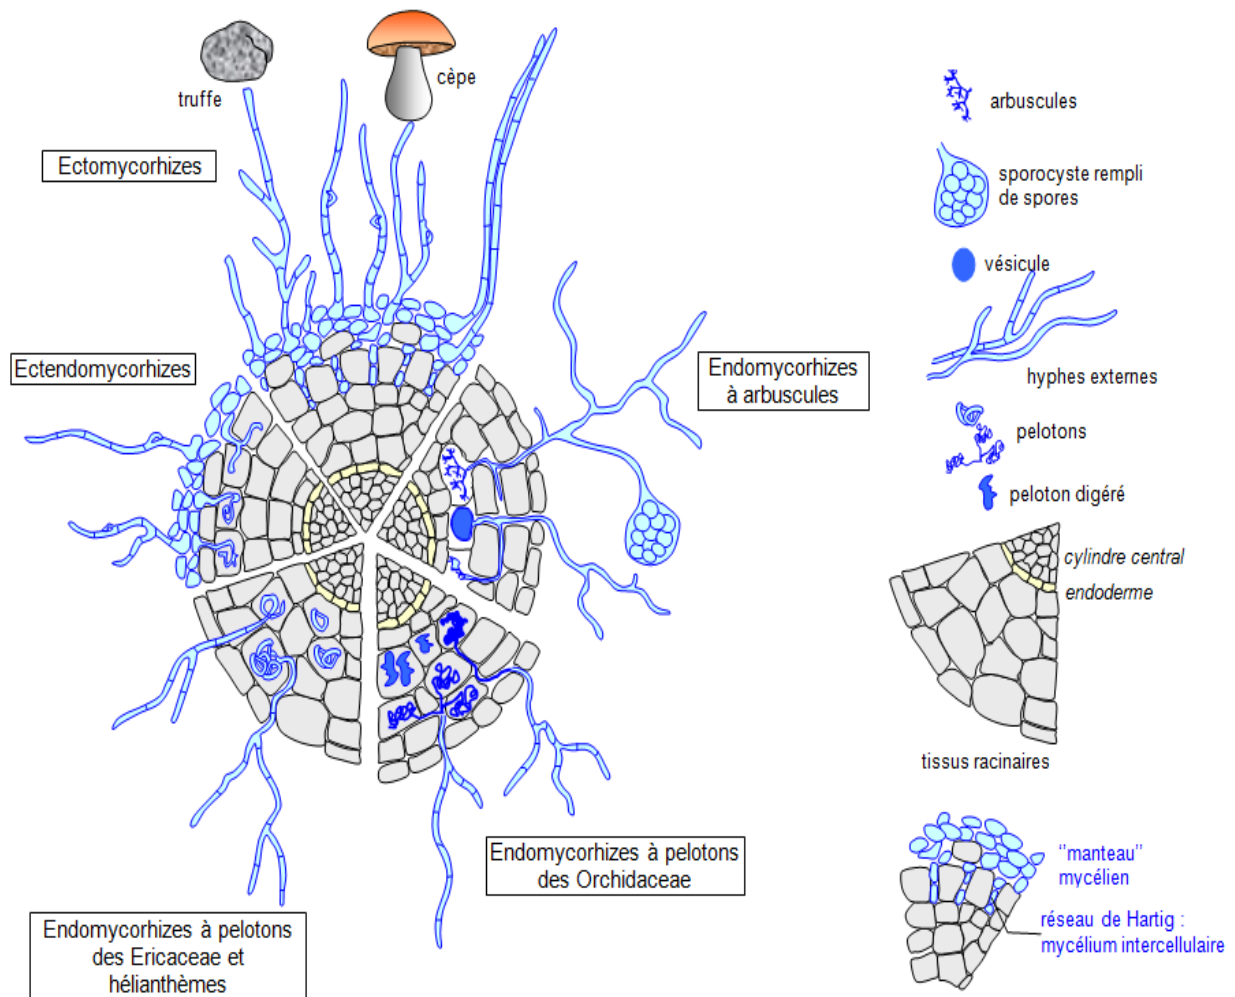 truffe
cèpe
Ectomycorhizes
Ectendomycorhizes
Endomycorhizes
à arbuscules
Endomycorhizes à pelotons
des Orchidaceae
Endomycorhizes à pelotons
des Ericaceae et
hélianthèmes
arbuscules
sporocyste rempli
de spores
vésicule
hyphes externes
pelotons
peloton digéré
cylindre central
endoderme
tissus racinaires
"manteau"
mycélien
réseau de Hartig :
mycélium intercellulaire